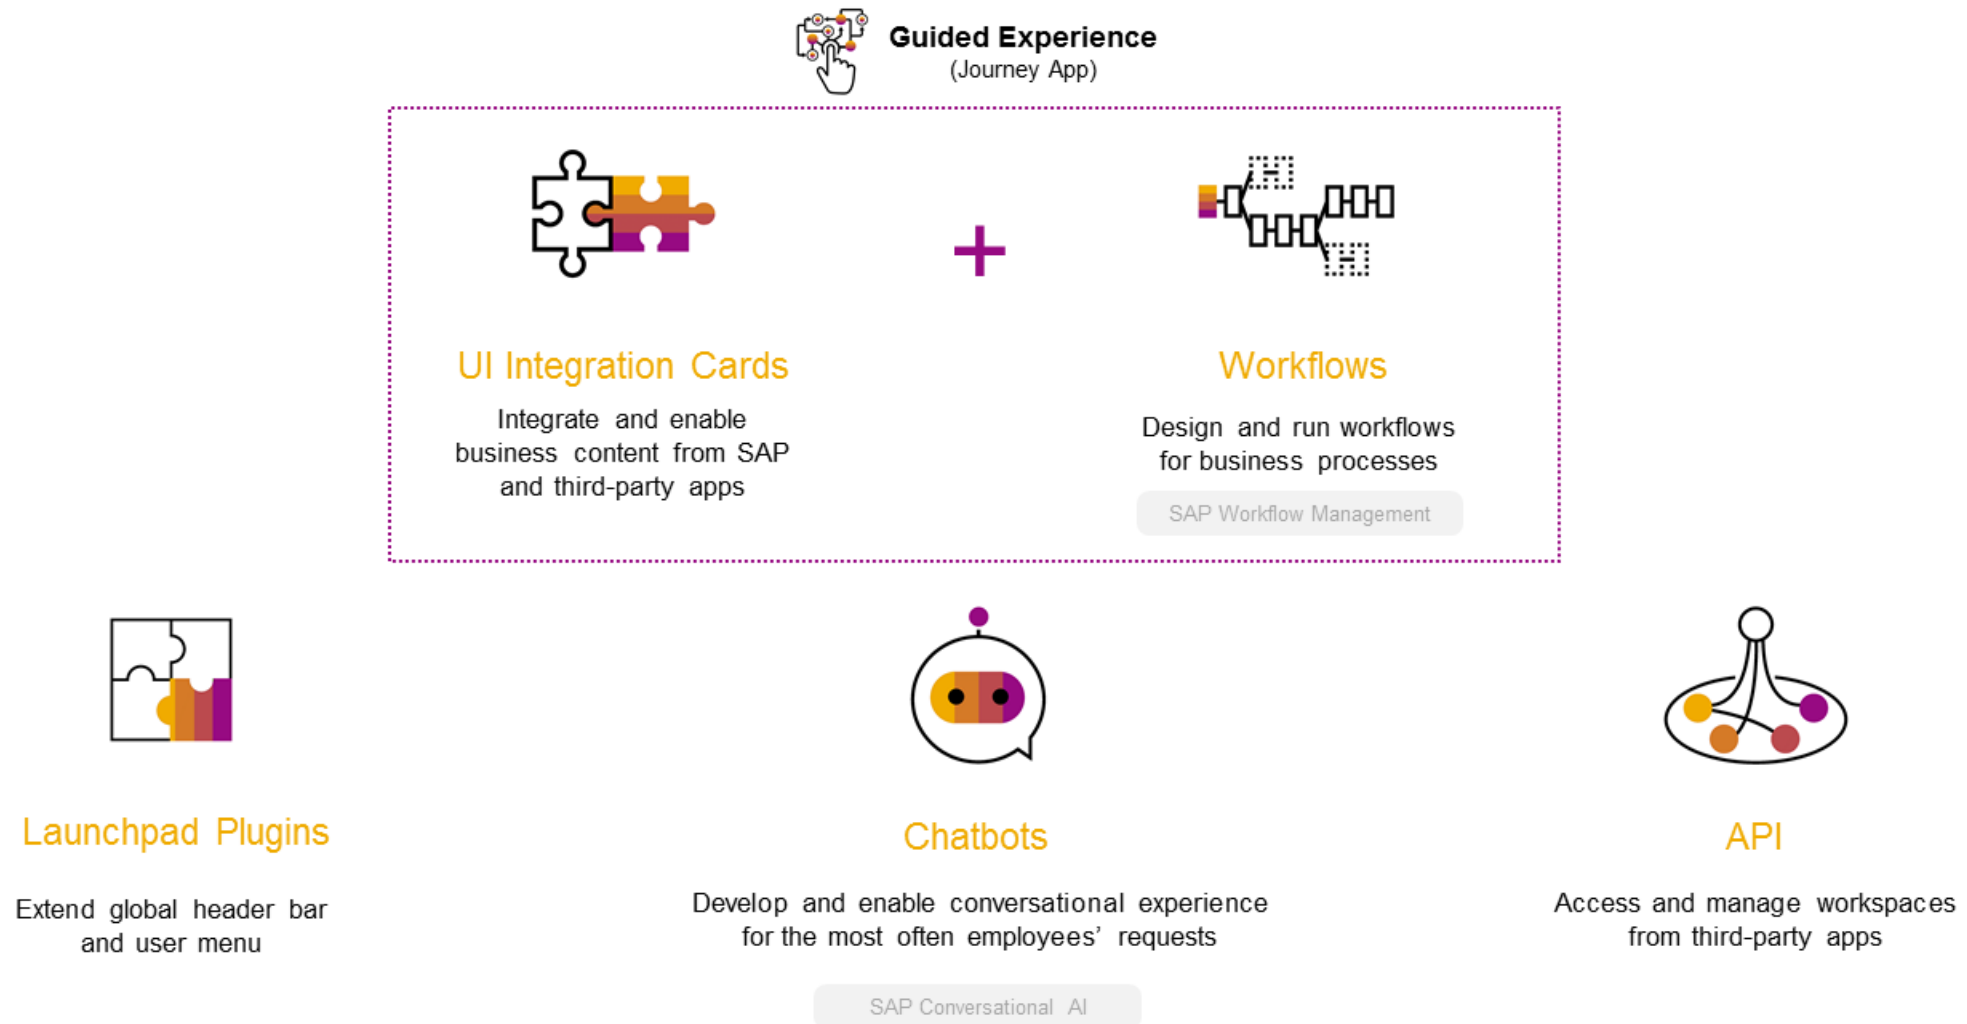 Guided Experience
(Journey App)
UI Integration Cards
Integrate and enable
business content from SAP
and third-party apps
Workflows
Design and run workflows
for business processes
SAP Workflow Management
Launchpad Plugins
Extend global header bar
and user menu
Chatbots
Develop and enable conversational experience
for the most often employees’ requests
SAP Conversational AI
API
Access and manage workspaces
from third-party apps